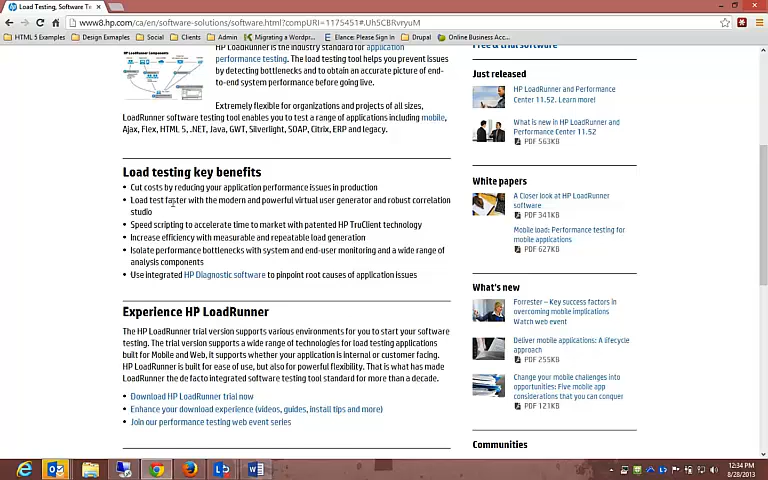 Load Testing, Software Te
www8.hp.com/ca/en/software-solutions/software.html?compURI=1175451#.Uh5CBRvryuM
HTML 5 Examples
Design Exmaples
Social
Clients
Admin
Migrating a Wordpr...
Elance: Please Sign In
Drupal
Online Business Acc...
HP LoadRunner Components
HP LoadRunner is the industry standard for application
performance testing. The load testing tool helps you prevent issues
by detecting bottlenecks and to obtain an accurate picture of end-
to-end system performance before going live.
Extremely flexible for organizations and projects of all sizes,
LoadRunner software testing tool enables you to test a range of applications including mobile,
Ajax, Flex, HTML 5, .NET, Java, GWT, Silverlight, SOAP, Citrix, ERP and legacy.
Load testing key benefits
• Cut costs by reducing your application performance issues in production
• Load test faster with the modern and powerful virtual user generator and robust correlation
studio
• Speed scripting to accelerate time to market with patented HP TruClient technology
• Increase efficiency with measurable and repeatable load generation
• Isolate performance bottlenecks with system and end-user monitoring and a wide range of
analysis components
• Use integrated HP Diagnostic software to pinpoint root causes of application issues
Experience HP LoadRunner
The HP LoadRunner trial version supports various environments for you to start your software
testing. The trial version supports a wide range of technologies for load testing applications
built for Mobile and Web, it supports whether your application is internal or customer facing.
HP LoadRunner is built for ease of use, but also for powerful flexibility. That is what has made
LoadRunner the de facto integrated software testing tool standard for more than a decade.
• Download HP LoadRunner trial now
• Enhance your download experience (videos, guides, install tips and more)
• Join our performance testing web event series
Free & trial software
Just released
HP LoadRunner and Performance
Center 11.52. Learn more!
What is new in HP LoadRunner and
Performance Center 11.52
PDF 563KB
White papers
A Closer look at HP LoadRunner
software
PDF 341KB
Mobile load: Performance testing for
mobile applications
PDF 627KB
What's new
Forrester – Key success factors in
overcoming mobile implications
Watch web event
Deliver mobile applications: A lifecycle
approach
PDF 255KB
Change your mobile challenges into
opportunities: Five mobile app
considerations that you can conquer
PDF 121KB
Communities
12:34 PM
8/28/2013